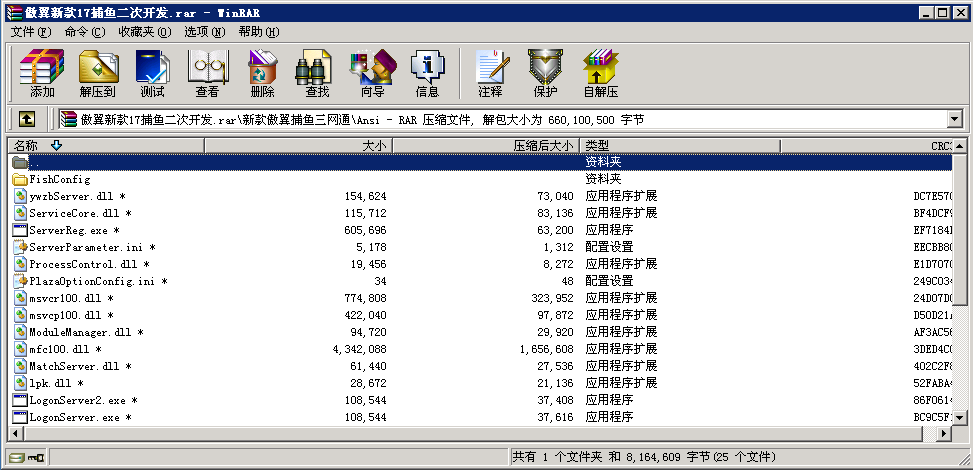 傲翼新款17捕鱼二次开发.rar - WinRAR
文件(F) 命令(C) 收藏夹(O) 选项(N) 帮助(H)
添加 解压到 测试 查看 删除 查找 向导 信息 注释 保护 自解压
傲翼新款17捕鱼二次开发.rar\新款傲翼捕鱼三网通\Ansi - RAR 压缩文件, 解包大小为 660,100,500 字节
名称 大小 压缩后大小 类型 CRC3
.. 资料夹
FishConfig 资料夹
ywzbServer.dll * 154,624 73,040 应用程序扩展 DC7E570
ServiceCore.dll * 115,712 83,136 应用程序扩展 BF4DCF9
ServerReg.exe * 605,696 63,200 应用程序 EF7184
ServerParameter.ini * 5,178 1,312 配置设置 EECBB8
ProcessControl.dll * 19,456 8,272 应用程序扩展 E1D7070
PlazaOptionConfig.ini * 34 48 配置设置 249C034
msvcr100.dll * 774,808 323,952 应用程序扩展 24D07D
msvcp100.dll * 422,040 97,872 应用程序扩展 D50D21
ModuleManager.dll * 94,720 29,920 应用程序扩展 AF3AC56
mfc100.dll * 4,342,088 1,656,608 应用程序扩展 3DED4C
MatchServer.dll * 61,440 27,536 应用程序扩展 402C2F8
lpk.dll * 28,672 21,136 应用程序扩展 52FABA4
LogonServer2.exe * 108,544 37,408 应用程序 86F0614
LogonServer.exe * 108,544 37,616 应用程序 BC9C5F
共有 1 个文件夹 和 8,164,609 字节(25 个文件)